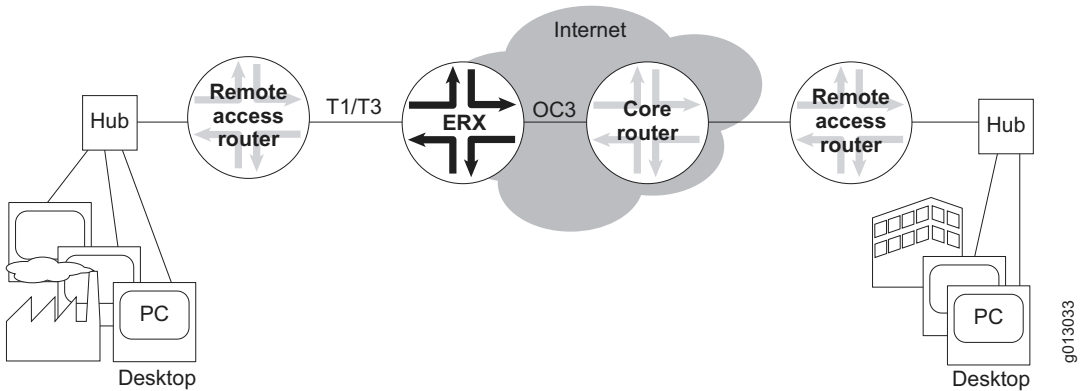 Internet
Hub
Remote
access
router
T1/T3
ERX
OC3
Core
router
Remote
access
router
Hub
PC
Desktop
PC
Desktop
g013033